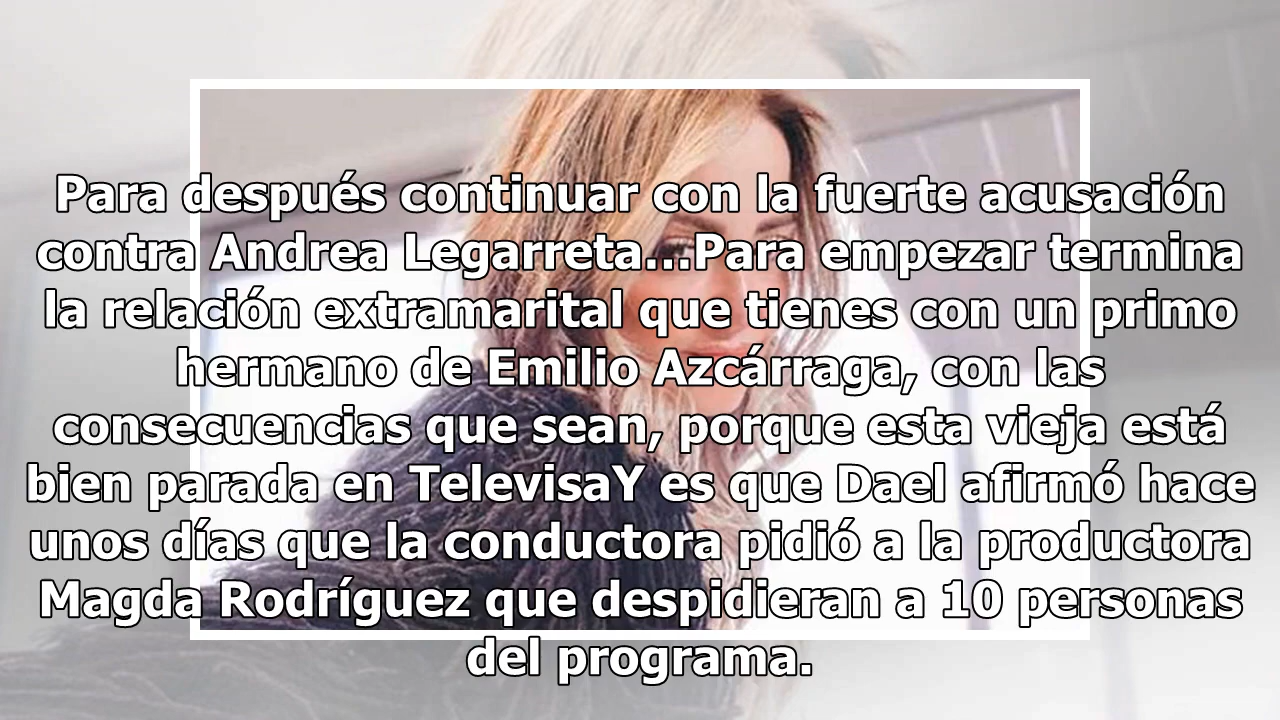 Para después continuar con la fuerte acusación
contra Andrea Legarreta...Para empezar termina
la relación extramarital que tienes con un primo
hermano de Emilio Azcárraga, con las
consecuencias que sean, porque esta vieja está
bien parada en TelevisaY es que Dael afirmó hace
unos días que la conductora pidió a la productora
Magda Rodríguez que despidieran a 10 personas
del programa.